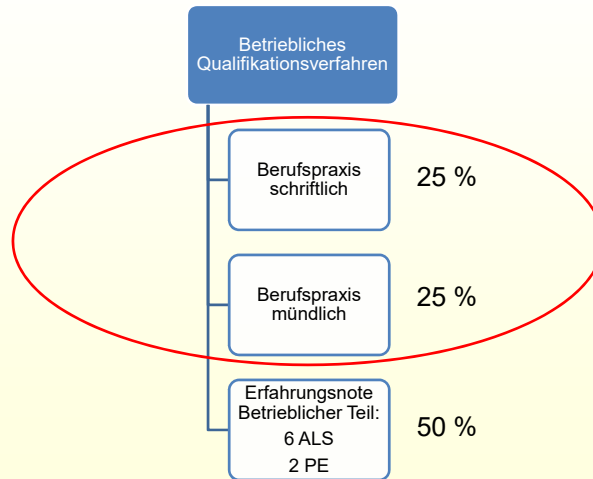 Betriebliches
Qualifikationsverfahren
Berufspraxis
schriftlich
25 %
Berufspraxis
mündlich
25 %
Erfahrungsnote
Betrieblicher Teil:
6 ALS
2 PE
50 %